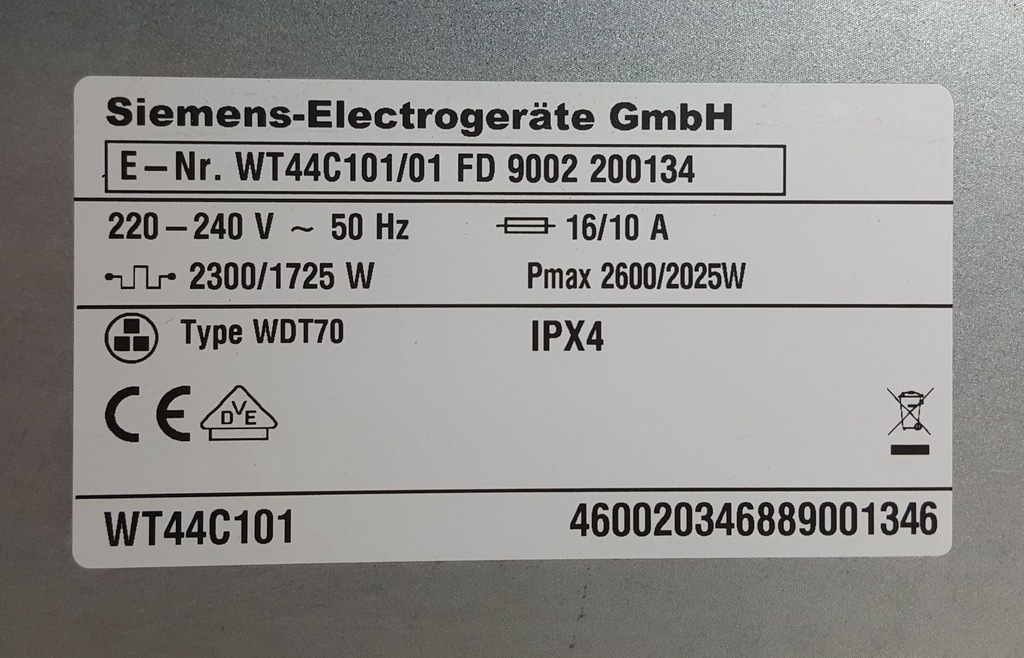 Siemens-Electrogeräte GmbH
E-Nr. WT44C101/01 FD 9002 200134
220-240 V ~ 50 Hz 16/10 A
2300/1725 W Pmax 2600/2025W
Type WDT70 IPX4
CE DVE
WT44C101 460020346889001346